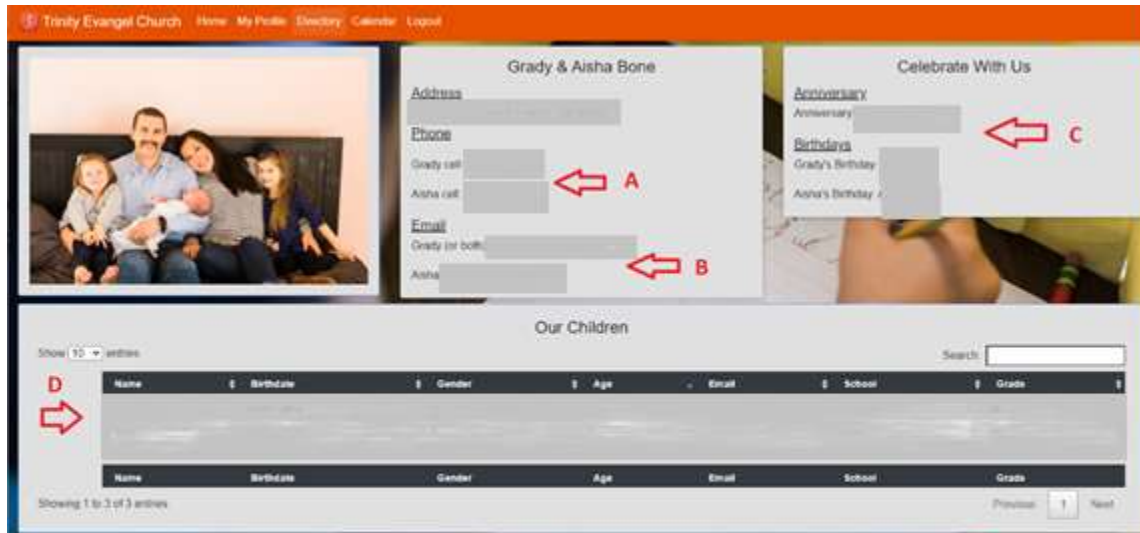 Trinity Evangel Church Home My Profile Directory Calendar Logout
Grady & Aisha Bone
Address
Phone
Grady cell
Aisha cell
A
Email
Grady (or both)
Aisha
B
Celebrate With Us
Anniversary
Anniversary
Birthdays
Grady's Birthday
Aisha's Birthday
C
Our Children
Show 10 entries
Search:
D
Name Birthdate Gender Age Email School Grade
Name Birthdate Gender Age Email School Grade
Showing 1 to 3 of 3 entries
Previous 1 Next